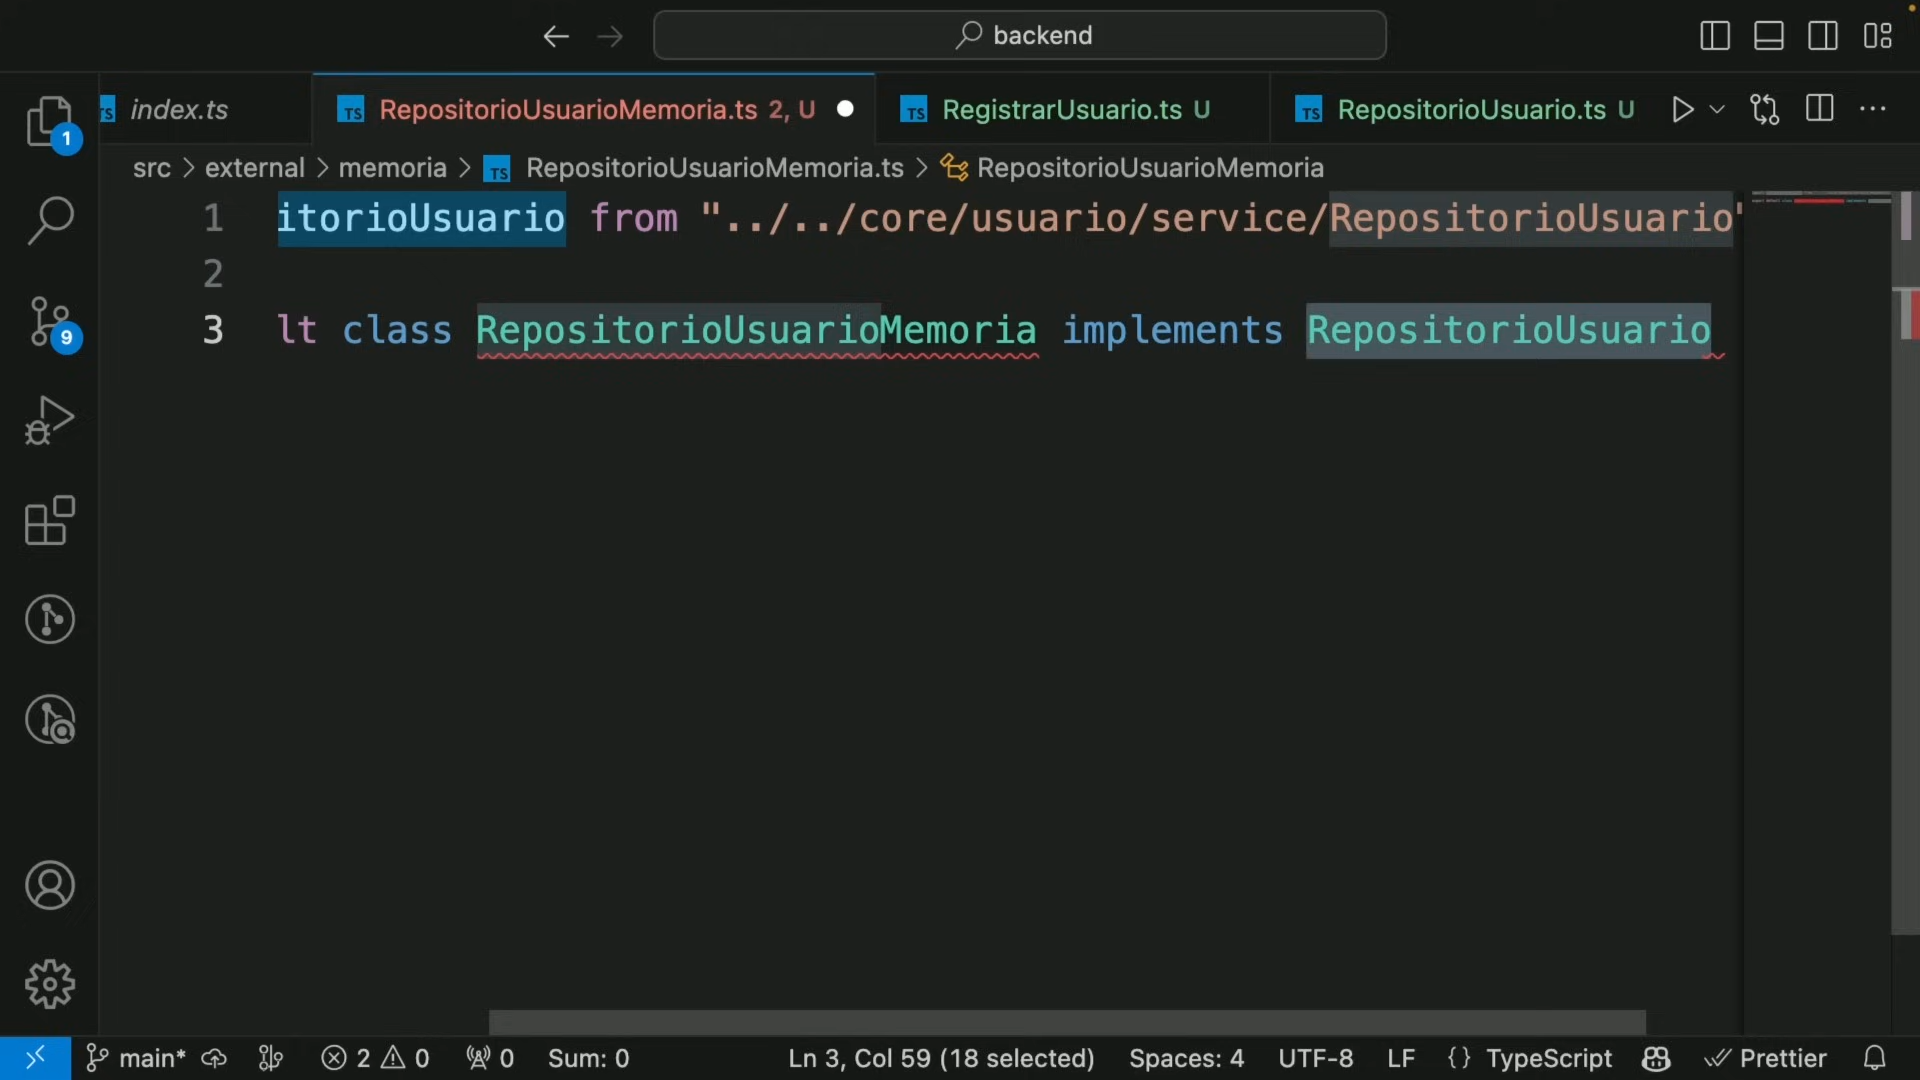 backend
index.ts
RepositorioUsuarioMemoria.ts 2, U
RegistrarUsuario.ts U
RepositorioUsuario.ts U
src > external > memoria > RepositorioUsuarioMemoria.ts > RepositorioUsuarioMemoria
1 itorioUsuario from "../../core/usuario/service/RepositorioUsuario"
2
3 lt class RepositorioUsuarioMemoria implements RepositorioUsuario
1
9
main* 2 0 0 Sum: 0 Ln 3, Col 59 (18 selected) Spaces: 4 UTF-8 LF {} TypeScript Prettier